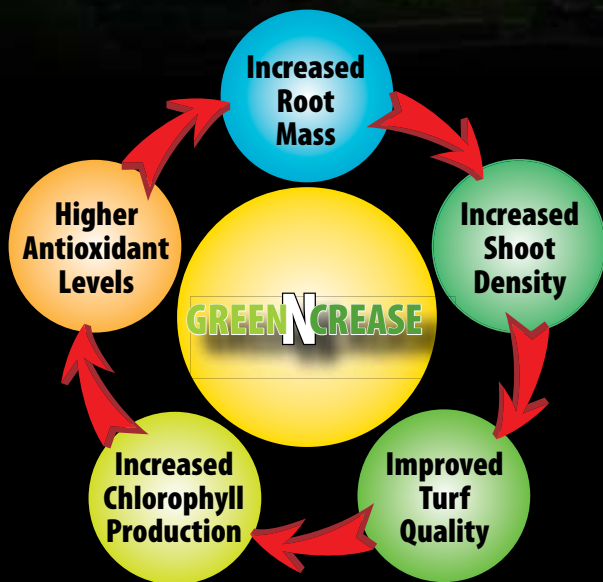 Increased
Root
Mass
Increased
Shoot
Density
Improved
Turf
Quality
Increased
Chlorophyll
Production
Higher
Antioxidant
Levels
GREENNCREASE